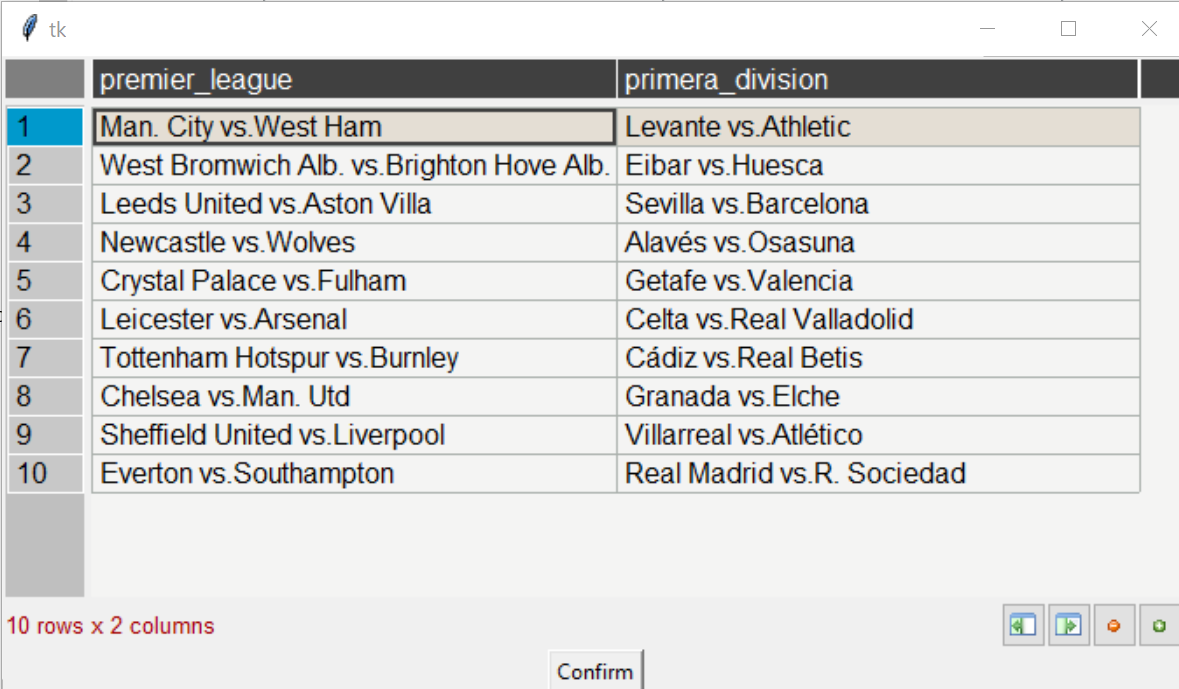 tk
premier_league primera_division
1 Man. City vs.West Ham Levante vs.Athletic
2 West Bromwich Alb. vs.Brighton Hove Alb. Eibar vs.Huesca
3 Leeds United vs.Aston Villa Sevilla vs.Barcelona
4 Newcastle vs.Wolves Alavés vs.Osasuna
5 Crystal Palace vs.Fulham Getafe vs.Valencia
6 Leicester vs.Arsenal Celta vs.Real Valladolid
7 Tottenham Hotspur vs.Burnley Cádiz vs.Real Betis
8 Chelsea vs.Man. Utd Granada vs.Elche
9 Sheffield United vs.Liverpool Villarreal vs.Atlético
10 Everton vs.Southampton Real Madrid vs.R. Sociedad
10 rows x 2 columns
Confirm